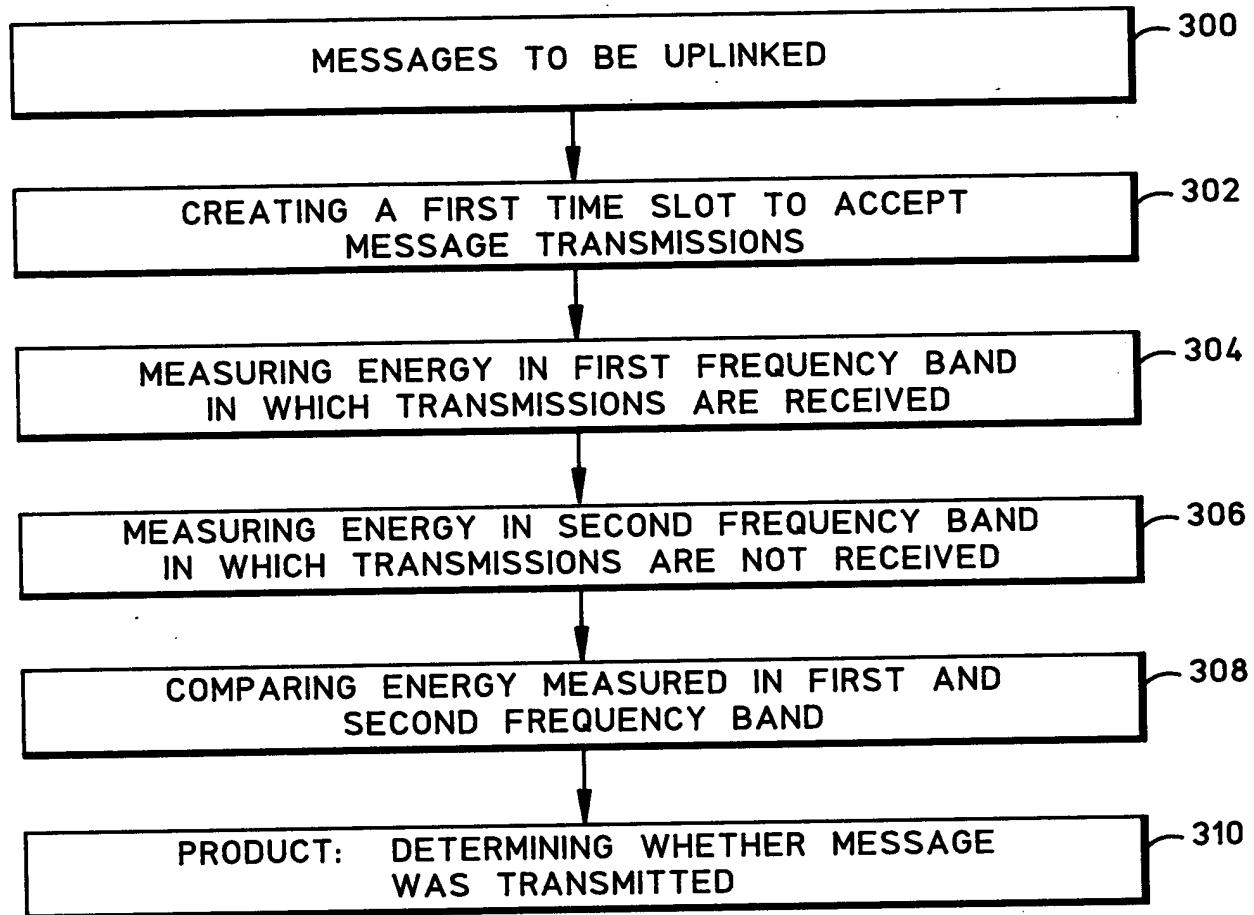 MESSAGES TO BE UPLINKED
300
CREATING A FIRST TIME SLOT TO ACCEPT
MESSAGE TRANSMISSIONS
302
MEASURING ENERGY IN FIRST FREQUENCY BAND
IN WHICH TRANSMISSIONS ARE RECEIVED
304
MEASURING ENERGY IN SECOND FREQUENCY BAND
IN WHICH TRANSMISSIONS ARE NOT RECEIVED
306
COMPARING ENERGY MEASURED IN FIRST AND
SECOND FREQUENCY BAND
308
PRODUCT: DETERMINING WHETHER MESSAGE
WAS TRANSMITTED
310